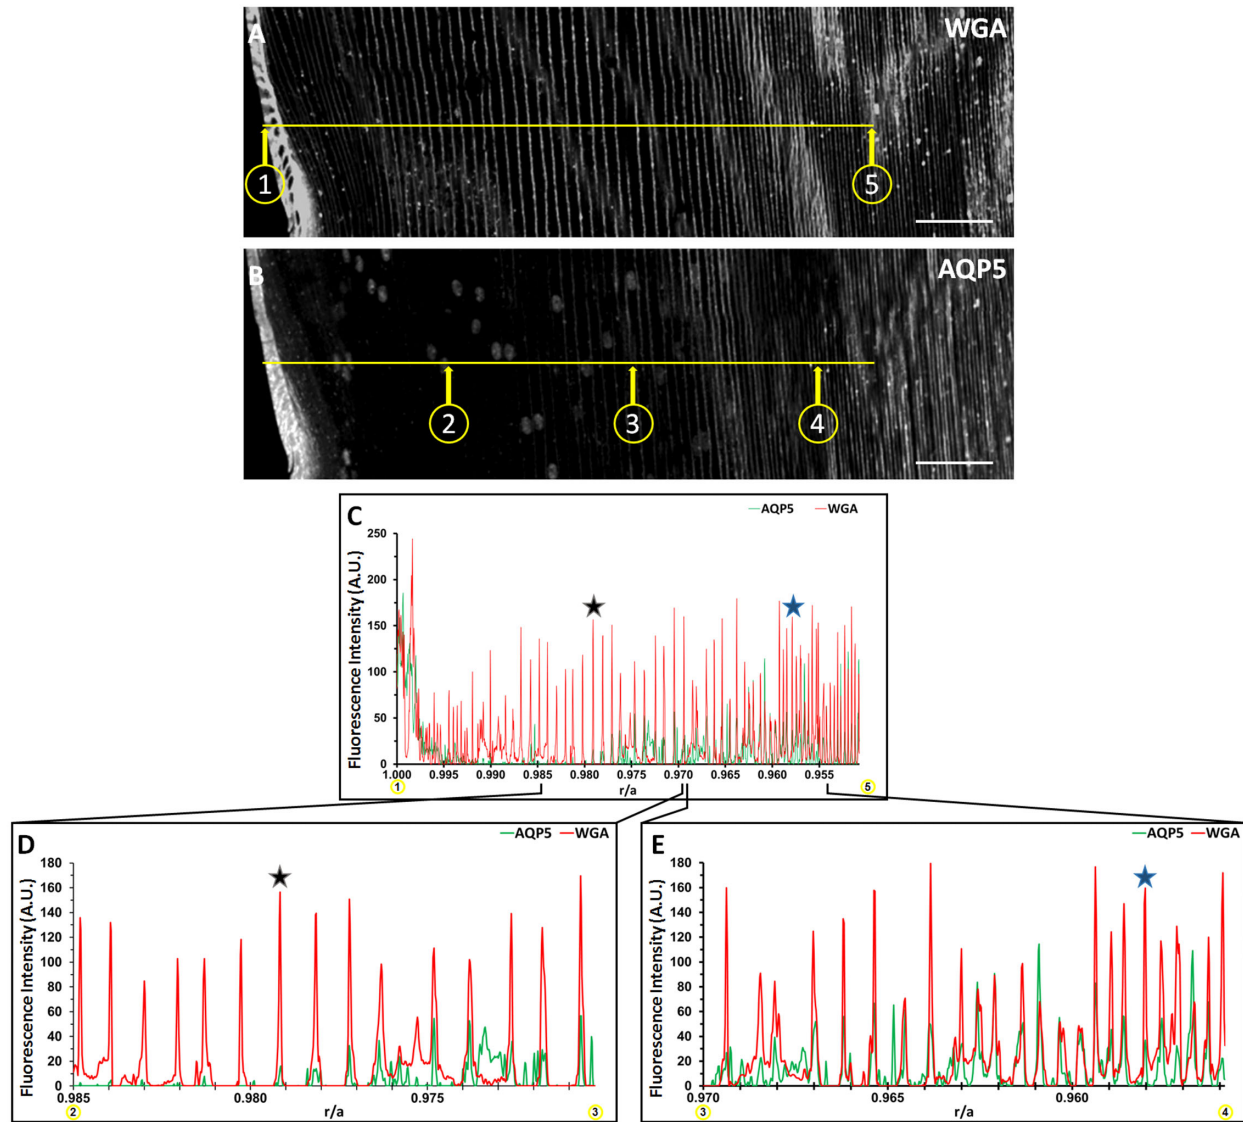 A
WGA
1
5
B
AQP5
2
3
4
C
AQP5 WGA
Fluorescence Intensity (A.U.)
250
200
150
100
50
0
1.000 0.995 0.990 0.985 0.980 0.975 0.970 0.965 0.960 0.955
1 r/a 5
D
AQP5 WGA
Fluorescence Intensity (A.U.)
180
160
140
120
100
80
60
40
20
0
0.985 0.980 0.975
2 r/a 3
E
AQP5 WGA
Fluorescence Intensity (A.U.)
180
160
140
120
100
80
60
40
20
0
0.970 0.965 0.960
3 r/a 4